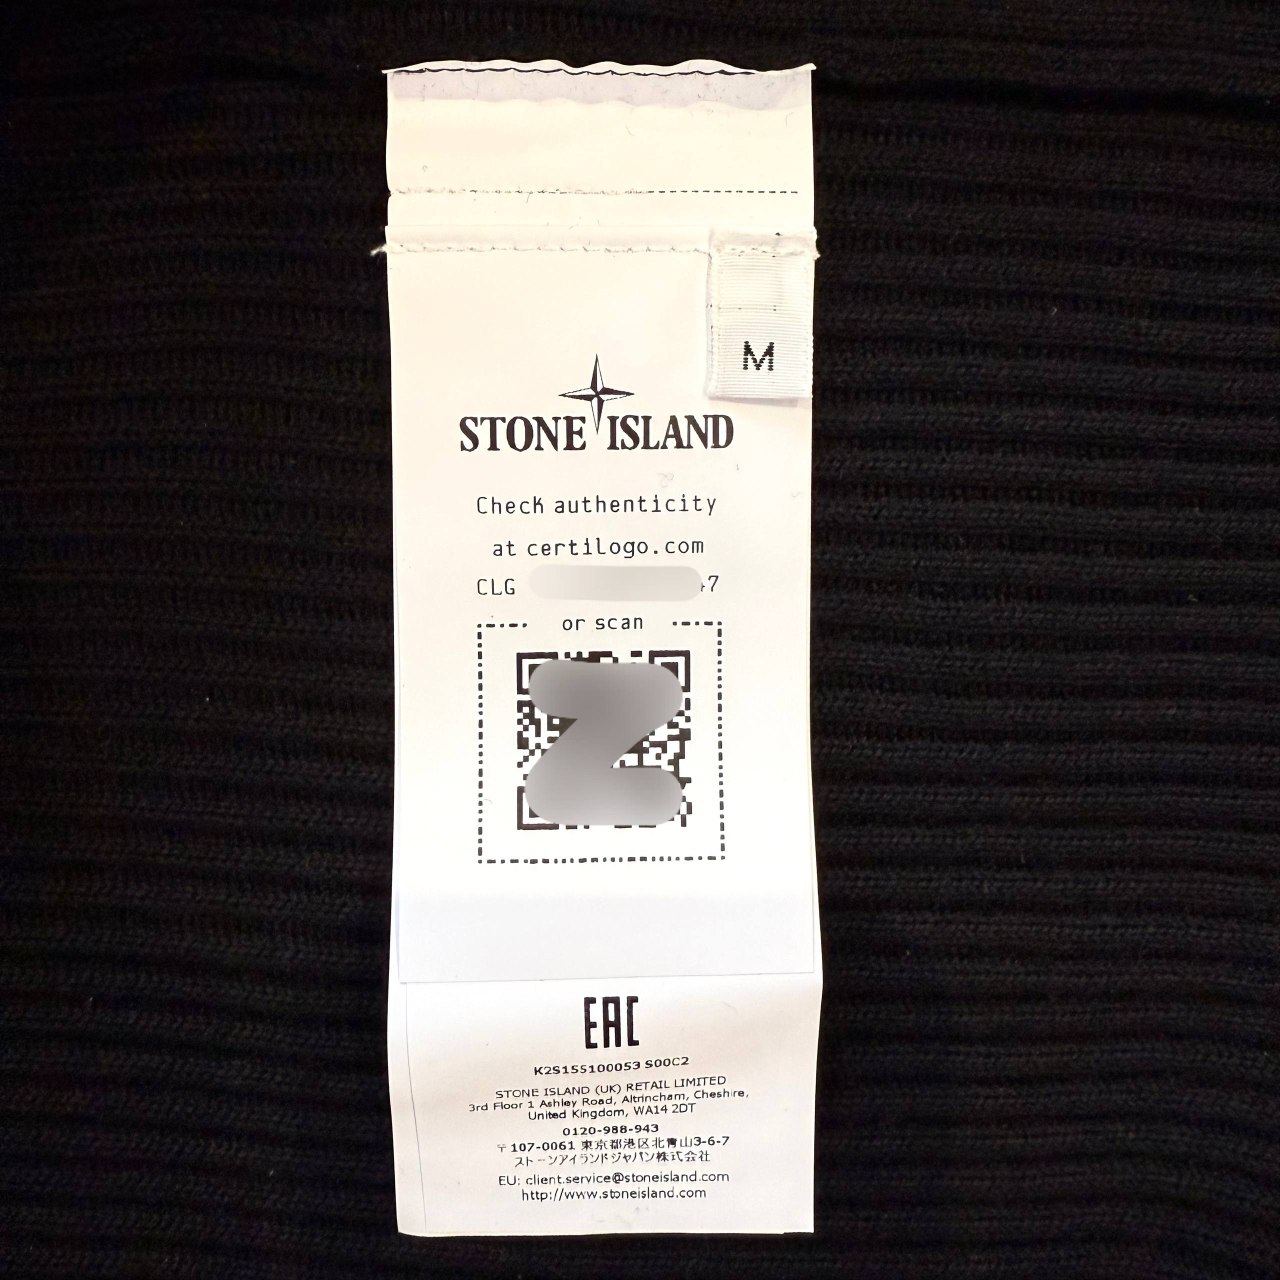 M
STONE ISLAND
Check authenticity
at certilogo.com
CLG 47
or scan
EAC
K2S155100053 S00C2
STONE ISLAND (UK) RETAIL LIMITED
3rd Floor 1 Ashley Road, Altrincham, Cheshire,
United Kingdom, WA14 2DT
0120-988-943
〒107-0061 東京都港区北青山3-6-7
ストーンアイランドジャパン株式会社
EU: client.service@stoneisland.com
http://www.stoneisland.com